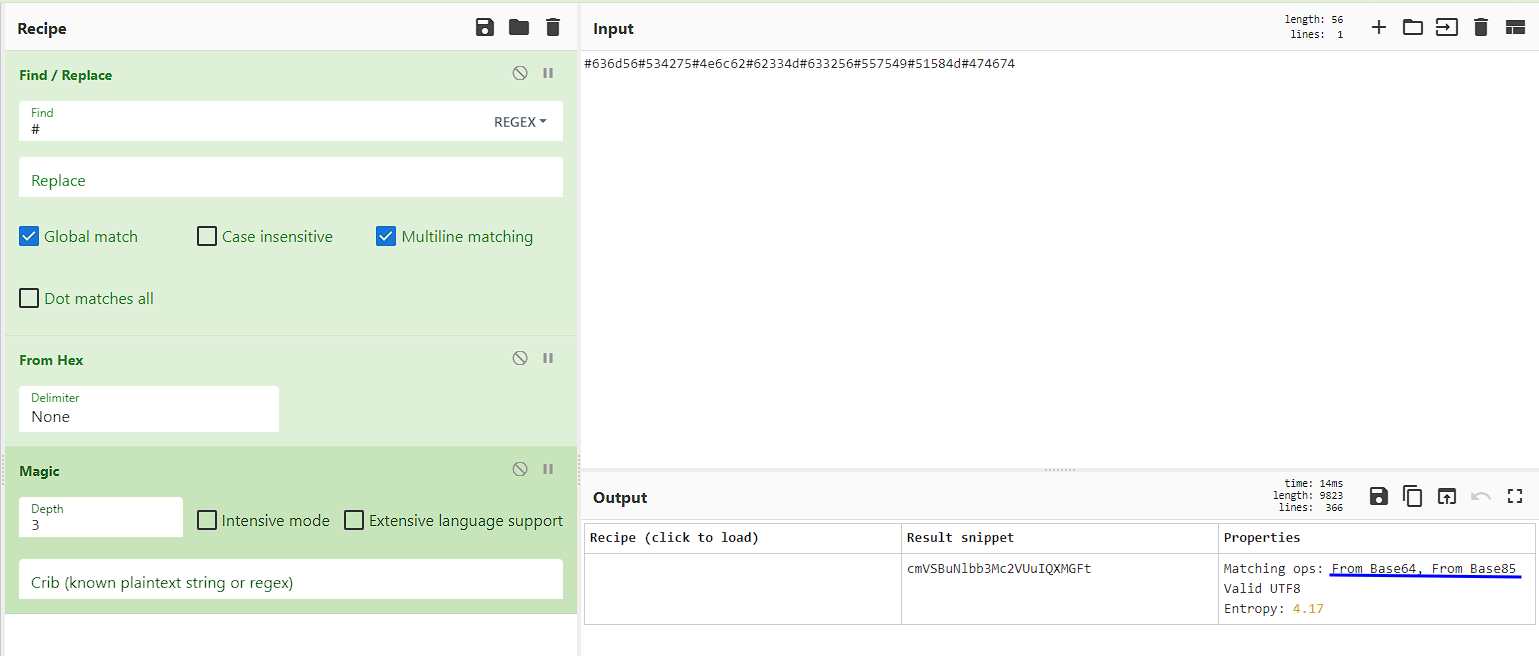 Recipe
Find / Replace
Find
#
REGEX
Replace
Global match
Case insensitive
Multiline matching
Dot matches all
From Hex
Delimiter
None
Magic
Depth
3
Intensive mode
Extensive language support
Crib (known plaintext string or regex)
Input
length: 56
lines: 1
#636d56#534275#4e6c62#62334d#633256#557549#51584d#474674
Output
time: 14ms
length: 9823
lines: 366
Recipe (click to load)
Result snippet
Properties
cmVSBuNlbb3Mc2VUuIQXMGFt
Matching ops: From Base64, From Base85
Valid UTF8
Entropy: 4.17